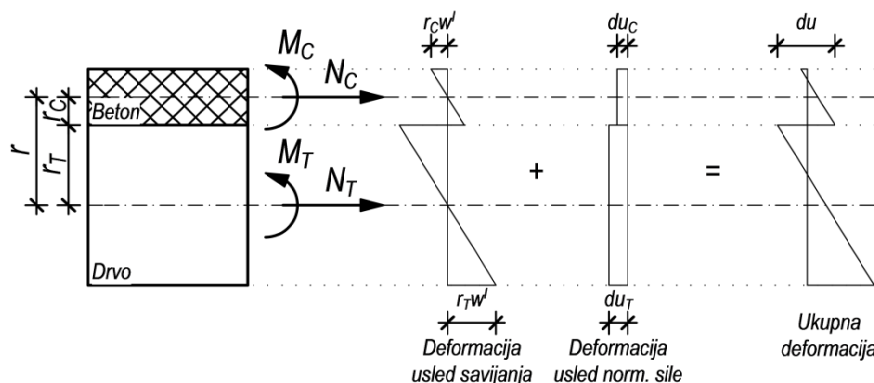 r_C w^l
du_C
du
M_C
N_C
r_C
Beton
r
r_T
M_T
N_T
+
=
Drvo
r_T w^l
du_T
Deformacija
usled savijanja
Deformacija
usled norm. sile
Ukupna
deformacija